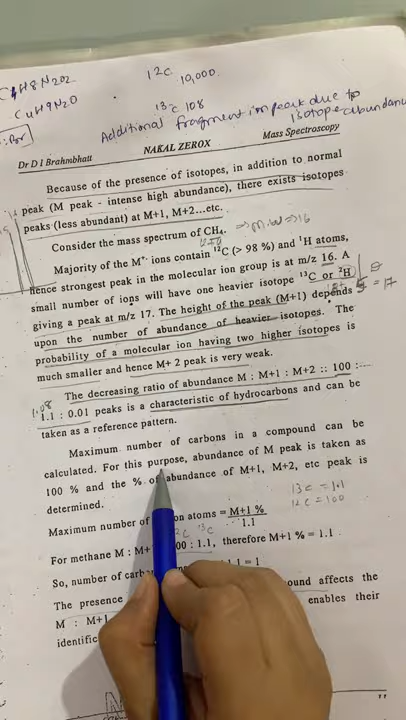 C4H8N2O2
C4H9N2O
12C 10,000
13C 108
Additional fragment ion peak due to
isotope abundance
Dr D I Brahmbhatt NAKAL ZEROX Mass Spectroscopy
Because of the presence of isotopes, in addition to normal
peak (M peak - intense high abundance), there exists isotopes
peaks (less abundant) at M+1, M+2...etc.
Consider the mass spectrum of CH₄. ⇒ m.w ⇒ 16
Majority of the M⁺· ions contain ¹²C (> 98 %) and ¹H atoms,
hence strongest peak in the molecular ion group is at m/z 16. A
small number of ions will have one heavier isotope ¹³C or ²H
giving a peak at m/z 17. The height of the peak (M+1) depends = 17
upon the number of abundance of heavier isotopes. The
probability of a molecular ion having two higher isotopes is
much smaller and hence M+ 2 peak is very weak.
The decreasing ratio of abundance M : M+1 : M+2 :: 100 :
1.08
1.1 : 0.01 peaks is a characteristic of hydrocarbons and can be
taken as a reference pattern.
Maximum number of carbons in a compound can be
calculated. For this purpose, abundance of M peak is taken as
100 % and the % of abundance of M+1, M+2, etc peak is
determined.
13C = 1.1
12C = 100
Maximum number of atoms = M+1 %
1.1
12C 13C
For methane M : 100 : 1.1, therefore M+1 % = 1.1
So, number of 1.1 = 1
The presence affects the
M : M+1 enables their